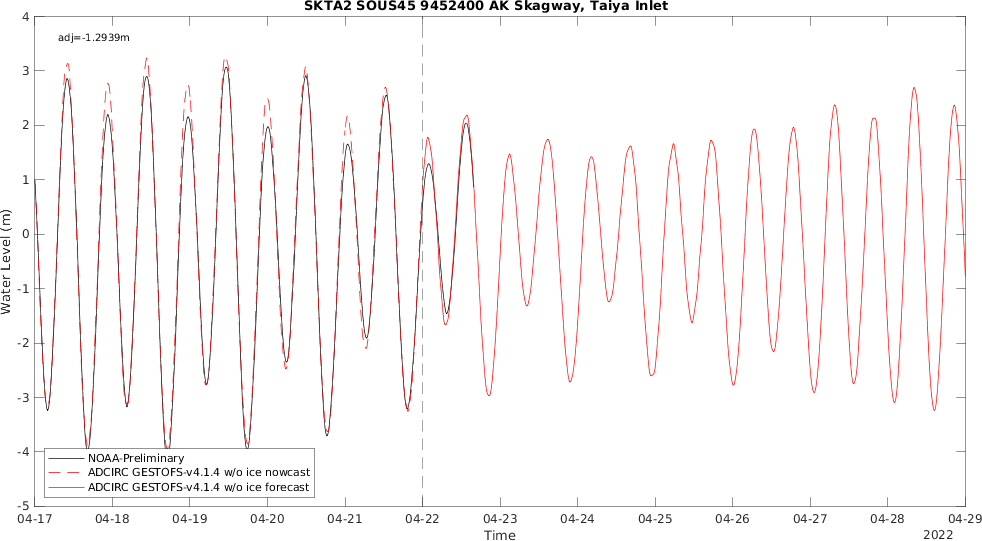 SKTA2 SOUS45 9452400 AK Skagway, Taiya Inlet
adj=-1.2939m
4
3
2
1
0
-1
-2
-3
-4
-5
Water Level (m)
NOAA-Preliminary
ADCIRC GESTOFS-v4.1.4 w/o ice nowcast
ADCIRC GESTOFS-v4.1.4 w/o ice forecast
04-17 04-18 04-19 04-20 04-21 04-22 04-23 04-24 04-25 04-26 04-27 04-28 04-29
Time
2022